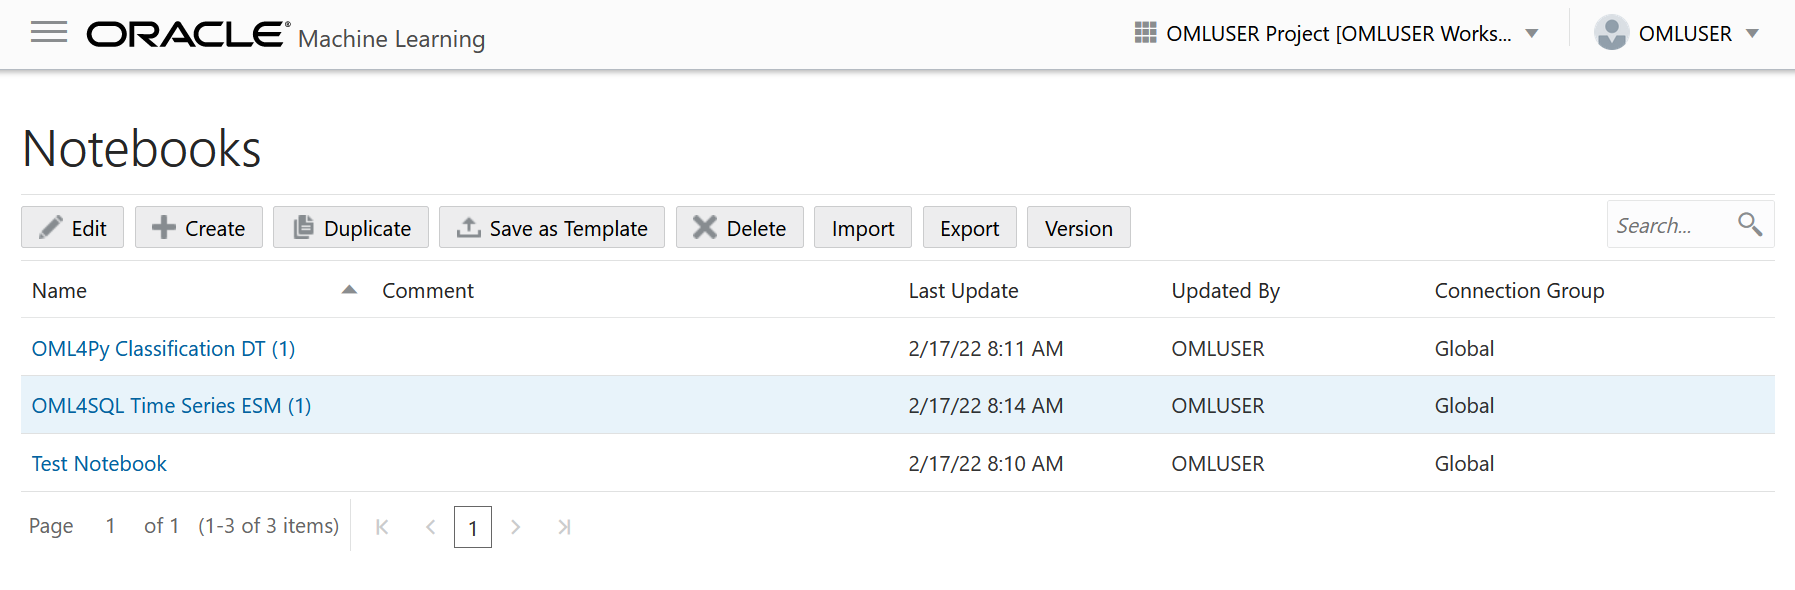 ORACLE® Machine Learning OMLUSER Project [OMLUSER Works... OMLUSER
Notebooks
Edit Create Duplicate Save as Template Delete Import Export Version Search...
Name Comment Last Update Updated By Connection Group
OML4Py Classification DT (1) 2/17/22 8:11 AM OMLUSER Global
OML4SQL Time Series ESM (1) 2/17/22 8:14 AM OMLUSER Global
Test Notebook 2/17/22 8:10 AM OMLUSER Global
Page 1 of 1 (1-3 of 3 items) 1